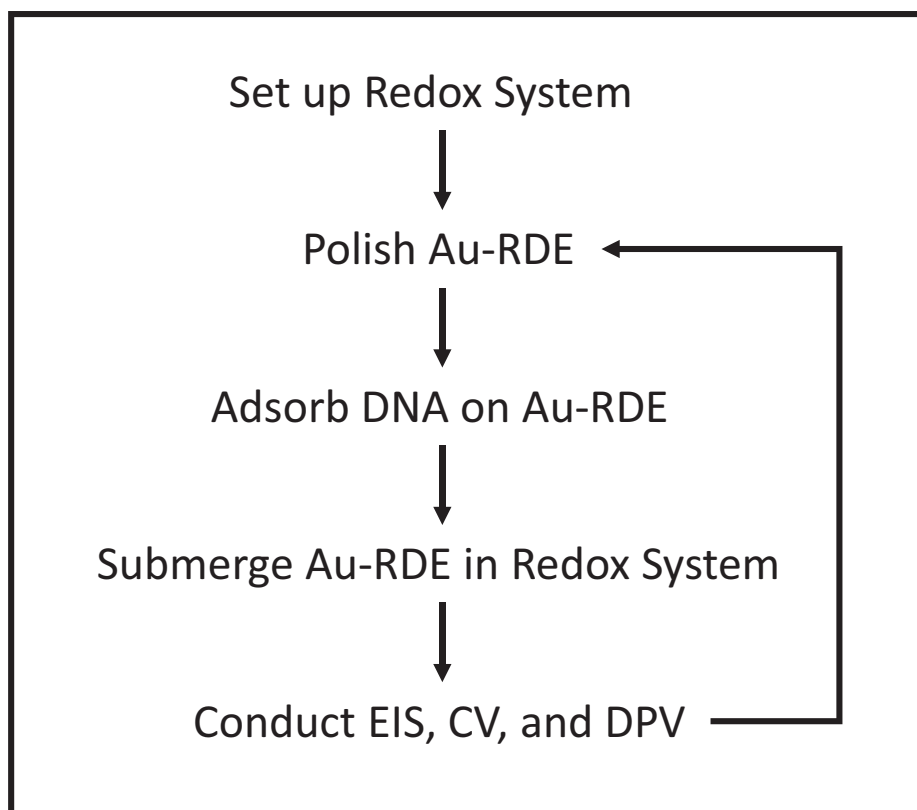 Set up Redox System
Polish Au-RDE
Adsorb DNA on Au-RDE
Submerge Au-RDE in Redox System
Conduct EIS, CV, and DPV